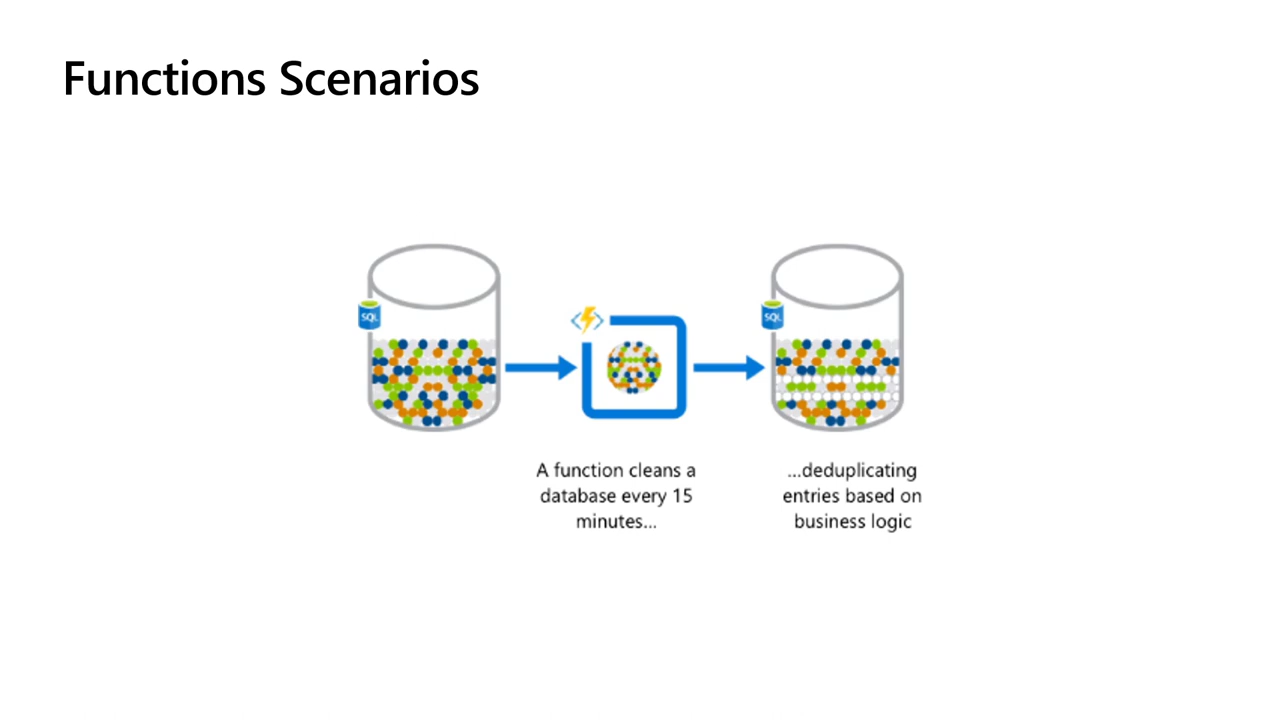 Functions Scenarios
SQL
SQL
A function cleans a
database every 15
minutes...
...deduplicating
entries based on
business logic